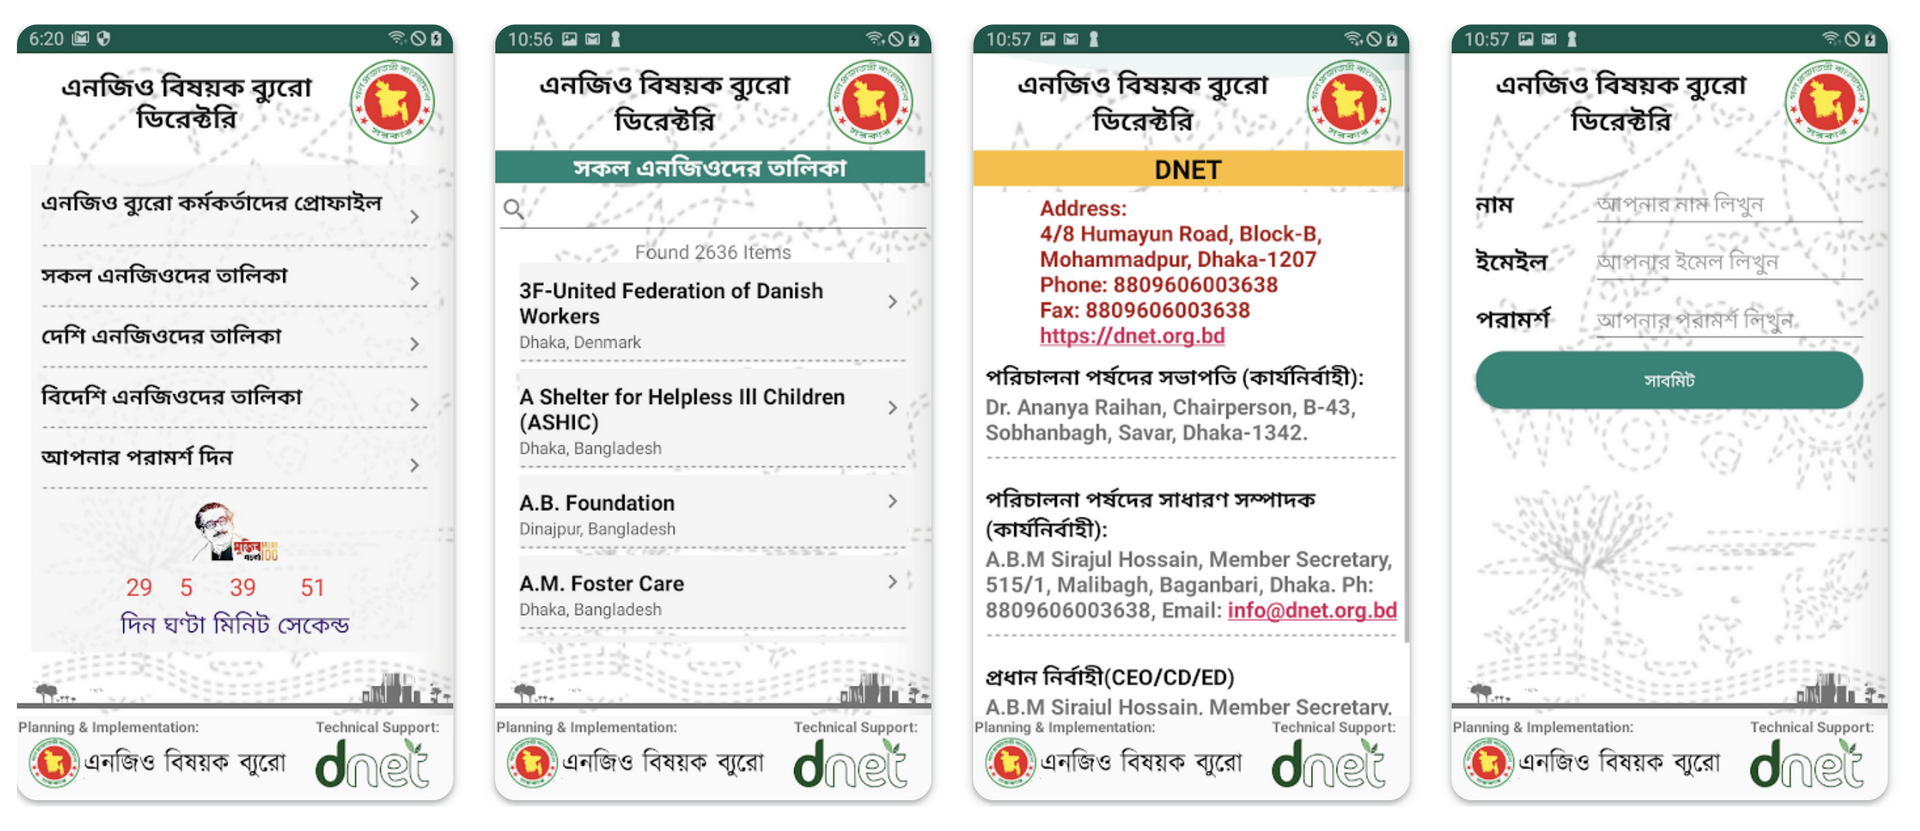 6:20
এনজিও বিষয়ক ব্যুরো
ডিরেক্টরি
এনজিও ব্যুরো কর্মকর্তাদের প্রোফাইল
সকল এনজিওদের তালিকা
দেশি এনজিওদের তালিকা
বিদেশি এনজিওদের তালিকা
আপনার পরামর্শ দিন
মুজিব
100
29 5 39 51
দিন ঘণ্টা মিনিট সেকেন্ড
Planning & Implementation: Technical Support:
এনজিও বিষয়ক ব্যুরো dnet
10:56
এনজিও বিষয়ক ব্যুরো
ডিরেক্টরি
সকল এনজিওদের তালিকা
Found 2636 Items
3F-United Federation of Danish
Workers
Dhaka, Denmark
A Shelter for Helpless Ill Children
(ASHIC)
Dhaka, Bangladesh
A.B. Foundation
Dinajpur, Bangladesh
A.M. Foster Care
Dhaka, Bangladesh
Planning & Implementation: Technical Support:
এনজিও বিষয়ক ব্যুরো dnet
10:57
এনজিও বিষয়ক ব্যুরো
ডিরেক্টরি
DNET
Address:
4/8 Humayun Road, Block-B,
Mohammadpur, Dhaka-1207
Phone: 8809606003638
Fax: 8809606003638
https://dnet.org.bd
পরিচালনা পর্ষদের সভাপতি (কার্যনির্বাহী):
Dr. Ananya Raihan, Chairperson, B-43,
Sobhanbagh, Savar, Dhaka-1342.
পরিচালনা পর্ষদের সাধারণ সম্পাদক
(কার্যনির্বাহী):
A.B.M Sirajul Hossain, Member Secretary,
515/1, Malibagh, Baganbari, Dhaka. Ph:
8809606003638, Email: info@dnet.org.bd
প্রধান নির্বাহী(CEO/CD/ED)
A.B.M Sirajul Hossain, Member Secretary,
Planning & Implementation: Technical Support:
এনজিও বিষয়ক ব্যুরো dnet
10:57
এনজিও বিষয়ক ব্যুরো
ডিরেক্টরি
নাম আপনার নাম লিখুন
ইমেইল আপনার ইমেল লিখুন
পরামর্শ আপনার পরামর্শ লিখুন
সাবমিট
Planning & Implementation: Technical Support:
এনজিও বিষয়ক ব্যুরো dnet